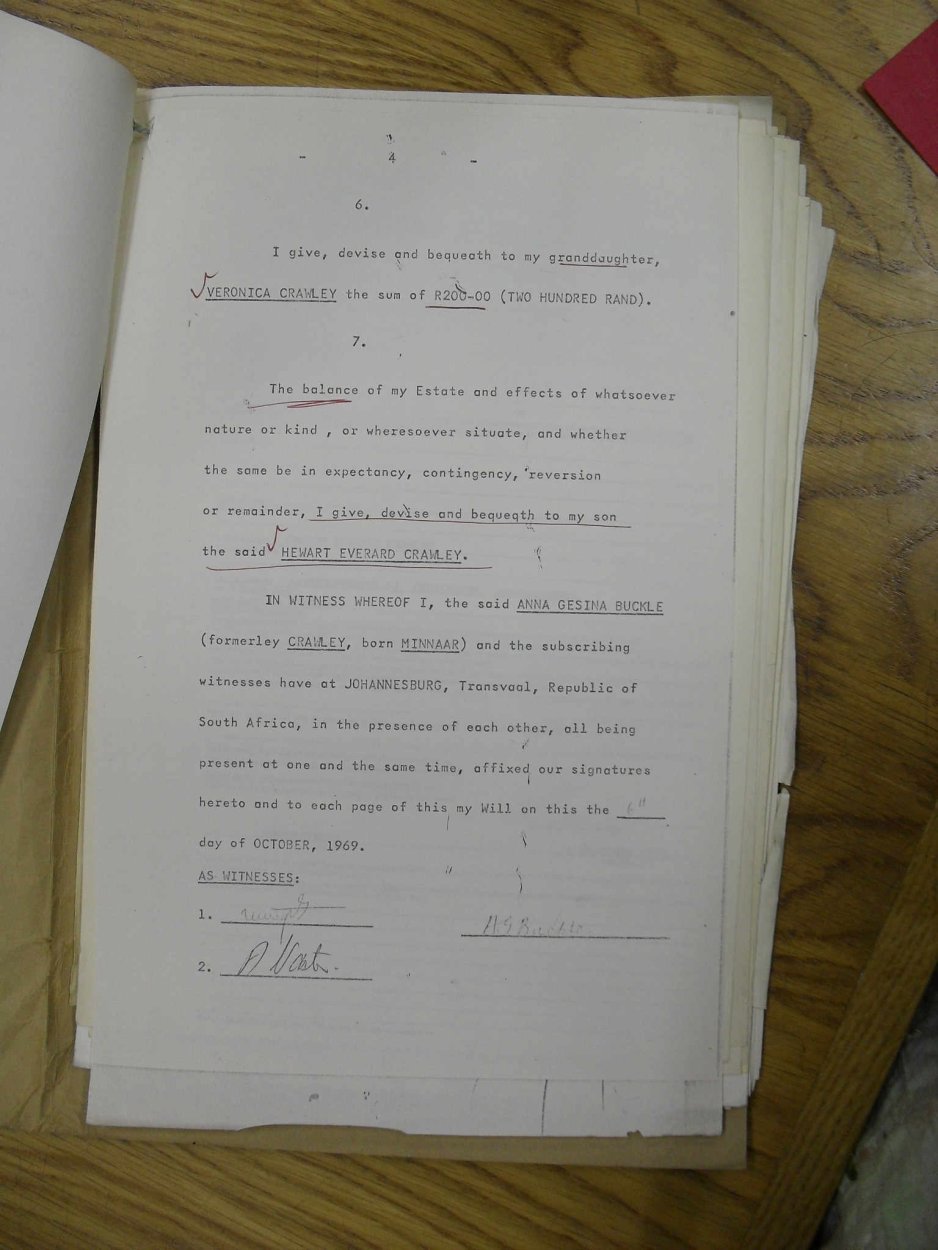 - 4 -
6.
I give, devise and bequeath to my granddaughter,
VERONICA CRAWLEY the sum of R200-00 (TWO HUNDRED RAND).
7.
The balance of my Estate and effects of whatsoever
nature or kind , or wheresoever situate, and whether
the same be in expectancy, contingency, reversion
or remainder, I give, devise and bequeqth to my son
the said HEWART EVERARD CRAWLEY.
IN WITNESS WHEREOF I, the said ANNA GESINA BUCKLE
(formerley CRAWLEY, born MINNAAR) and the subscribing
witnesses have at JOHANNESBURG, Transvaal, Republic of
South Africa, in the presence of each other, all being
present at one and the same time, affixed our signatures
hereto and to each page of this my Will on this the 6th
day of OCTOBER, 1969.
AS WITNESSES:
1.
A G Buckle
2.